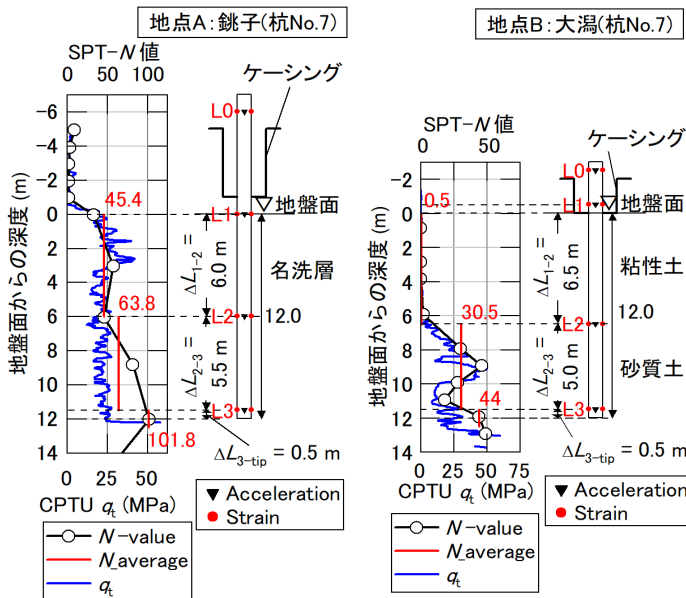 地点A:銚子(杭No.7)
SPT-N 値
0 50 100
ケーシング
-6
-4
-2
0
2
4
6
8
10
12
14
地盤面からの深度 (m)
45.4
63.8
101.8
L0
L1
L2
L3
地盤面
ΔL1-2 =
6.0 m
ΔL2-3 =
5.5 m
名洗層
12.0
ΔL3-tip = 0.5 m
0 25 50
CPTU qt (MPa)
▼ Acceleration
● Strain
N-value
N_average
qt
地点B:大潟(杭No.7)
SPT-N 値
0 50
ケーシング
-2
0
2
4
6
8
10
12
14
地盤面からの深度 (m)
0.5
30.5
44
L0
L1
L2
L3
地盤面
ΔL1-2 =
6.5 m
ΔL2-3 =
5.0 m
粘性土
12.0
砂質土
ΔL3-tip = 0.5 m
0 25 50 75
CPTU qt (MPa)
▼ Acceleration
● Strain
N-value
N_average
qt